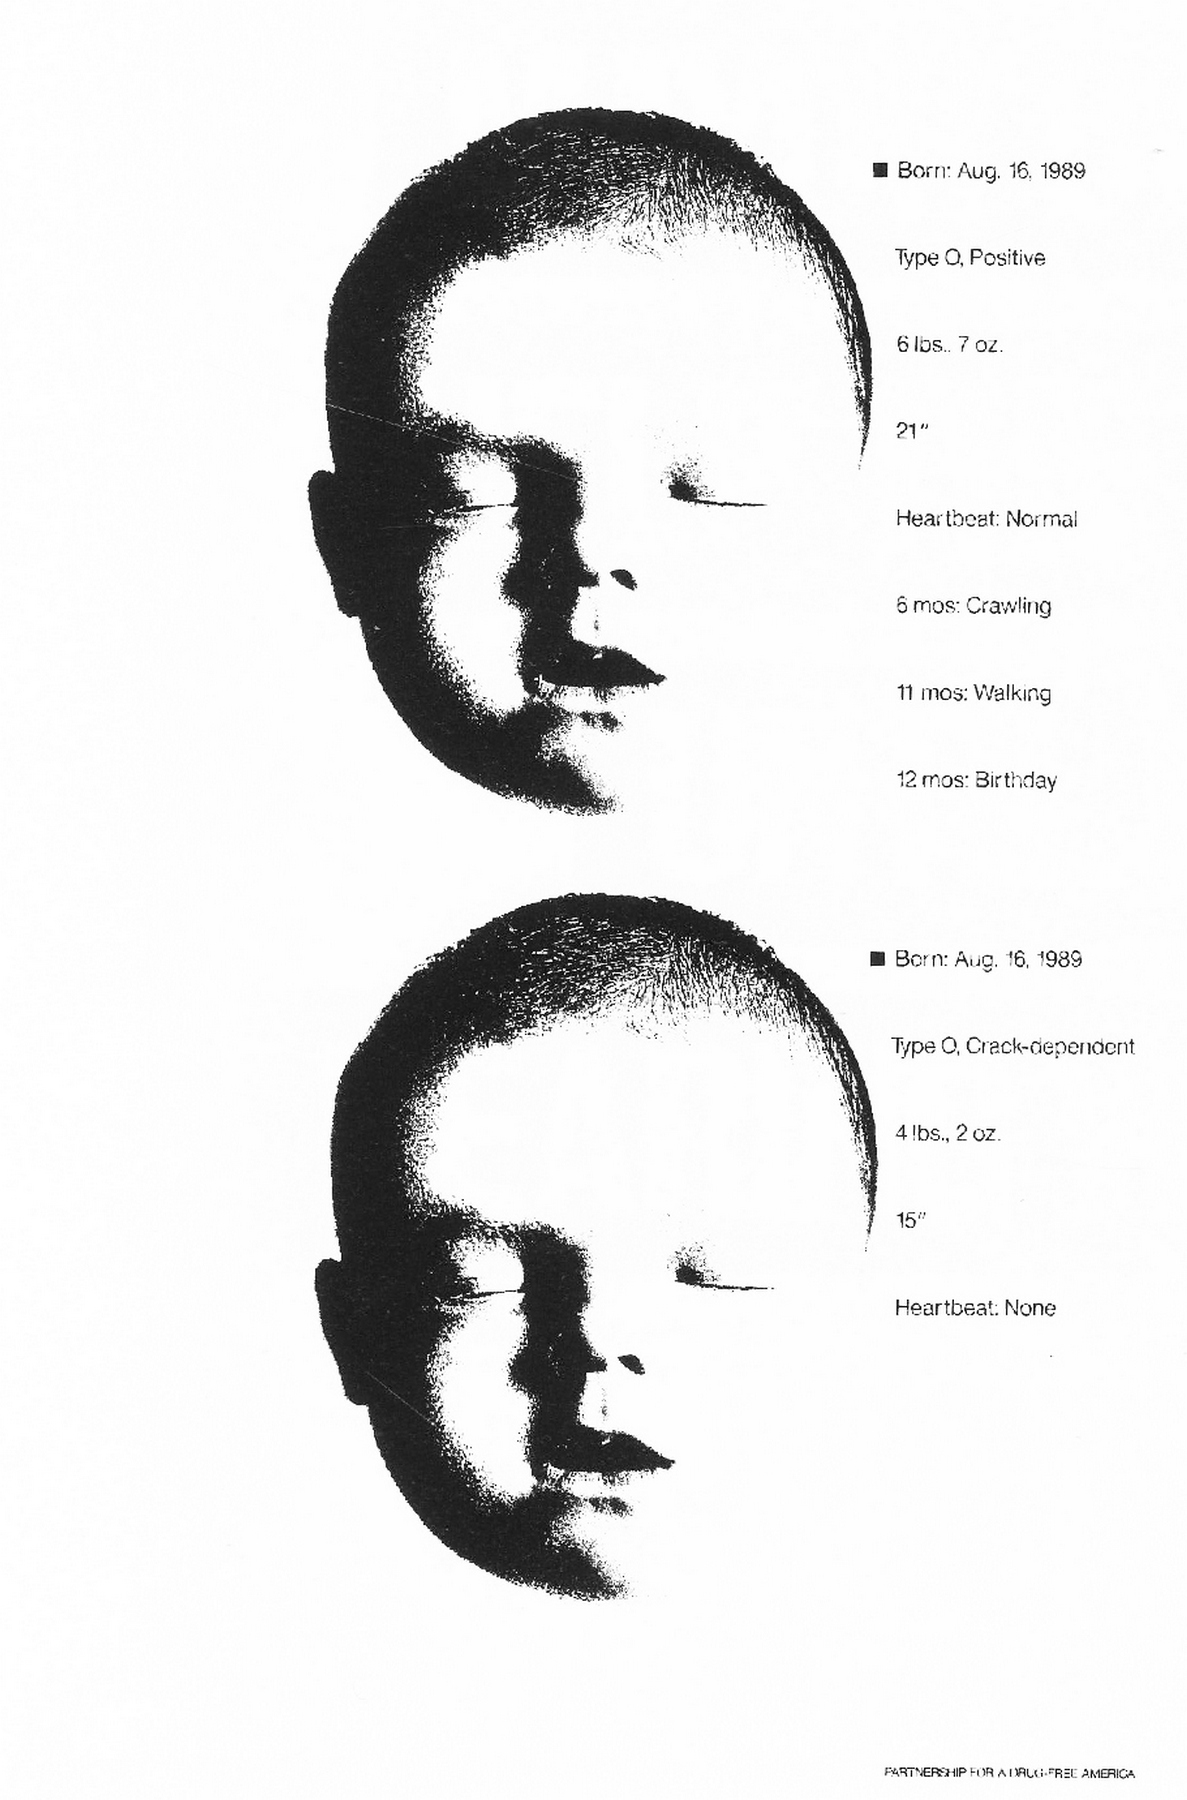 Born: Aug. 16, 1989
Type O, Positive
6 lbs., 7 oz.
21"
Heartbeat: Normal
6 mos: Crawling
11 mos: Walking
12 mos: Birthday
Born: Aug. 16, 1989
Type O, Crack-dependent
4 lbs., 2 oz.
15"
Heartbeat: None
PARTNERSHIP FOR A DRUG-FREE AMERICA